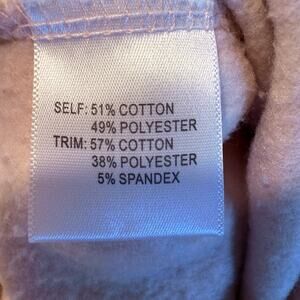 SELF: 51% COTTON
49% POLYESTER
TRIM: 57% COTTON
38% POLYESTER
5% SPANDEX